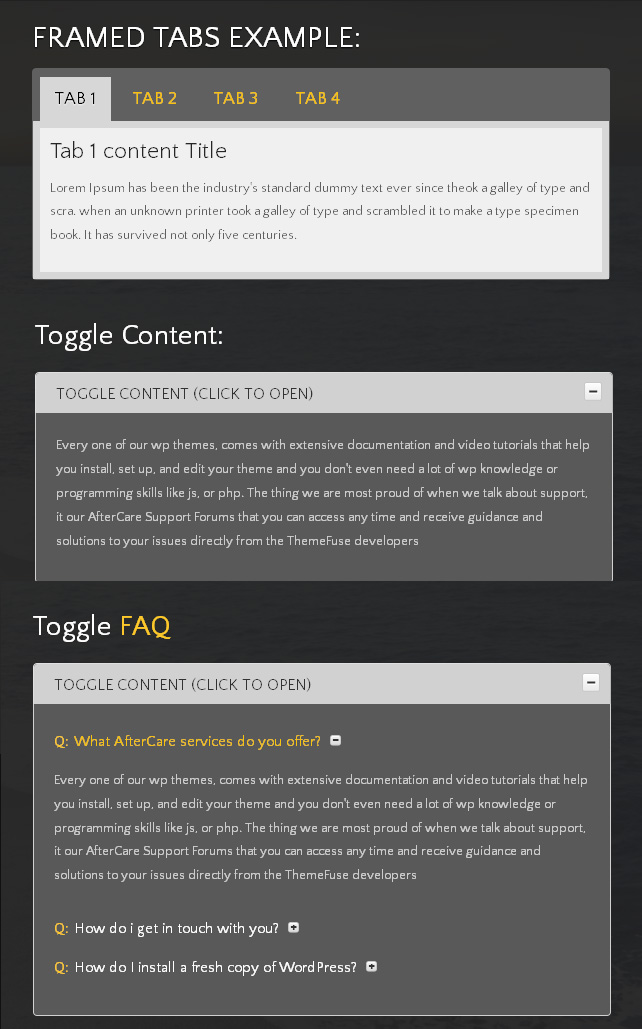 FRAMED TABS EXAMPLE:
TAB 1 TAB 2 TAB 3 TAB 4
Tab 1 content Title
Lorem Ipsum has been the industry's standard dummy text ever since theok a galley of type and
scra. when an unknown printer took a galley of type and scrambled it to make a type specimen
book. It has survived not only five centuries.
Toggle Content:
TOGGLE CONTENT (CLICK TO OPEN)
Every one of our wp themes, comes with extensive documentation and video tutorials that help
you install, set up, and edit your theme and you don't even need a lot of wp knowledge or
programming skills like js, or php. The thing we are most proud of when we talk about support,
it our AfterCare Support Forums that you can access any time and receive guidance and
solutions to your issues directly from the ThemeFuse developers
Toggle FAQ
TOGGLE CONTENT (CLICK TO OPEN)
Q: What AfterCare services do you offer?
Every one of our wp themes, comes with extensive documentation and video tutorials that help
you install, set up, and edit your theme and you don't even need a lot of wp knowledge or
programming skills like js, or php. The thing we are most proud of when we talk about support,
it our AfterCare Support Forums that you can access any time and receive guidance and
solutions to your issues directly from the ThemeFuse developers
Q: How do i get in touch with you?
Q: How do I install a fresh copy of WordPress?